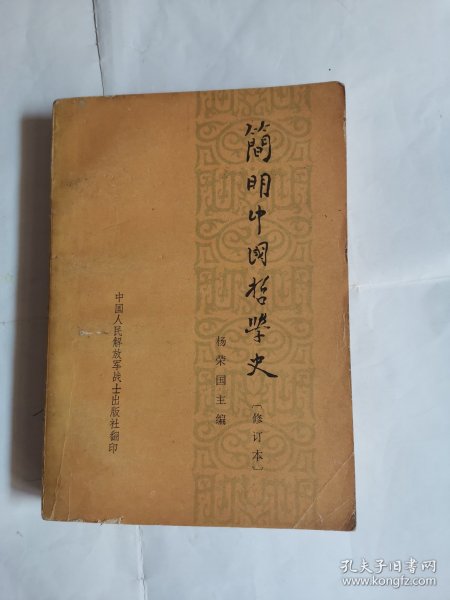 簡明中國哲學史
〔修订本〕
杨荣国主编
中国人民解放军战士出版社翻印
孔夫子旧书网
www.kongfz.com